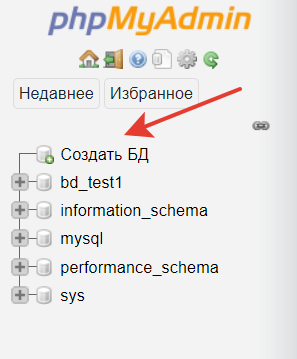 phpMyAdmin
Недавнее Избранное
Создать БД
bd_test1
information_schema
mysql
performance_schema
sys